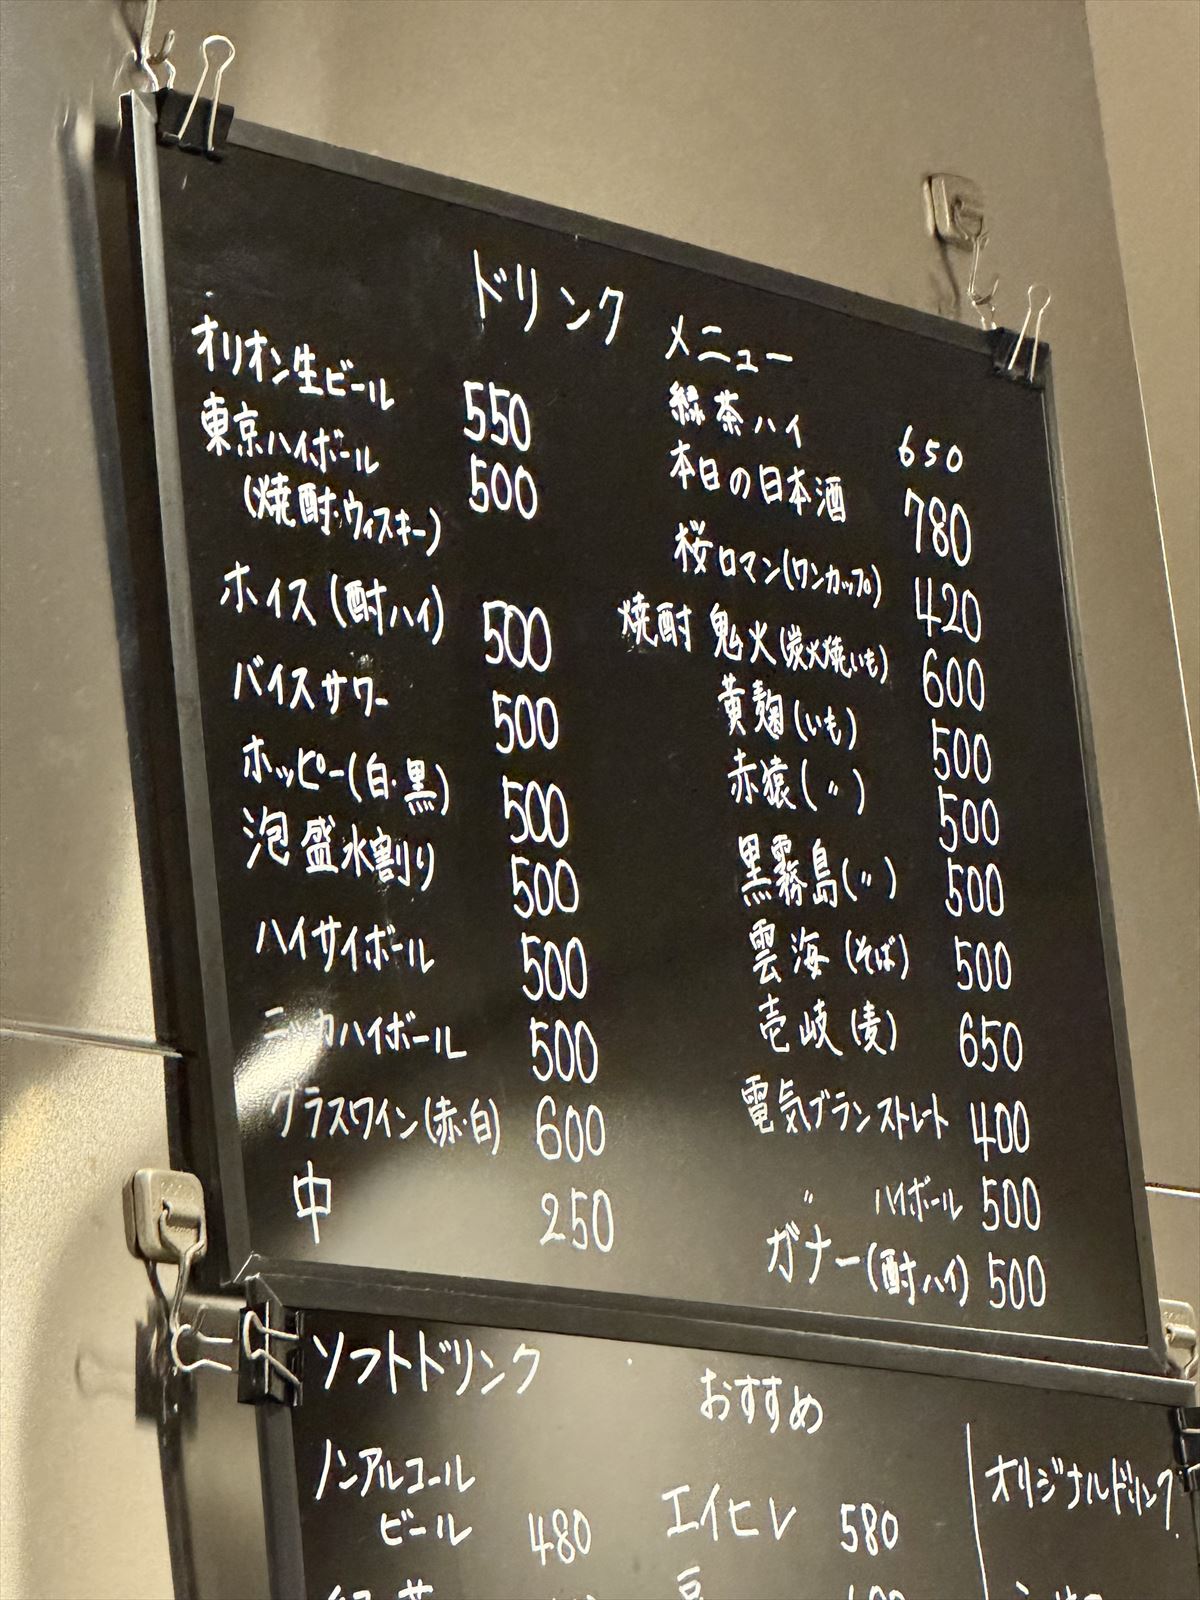 ドリンク メニュー
オリオン生ビール 550
東京ハイボール 500
(焼酎・ウィスキー)
ホイス(酎ハイ) 500
バイスサワー 500
ホッピー(白・黒) 500
泡盛水割り 500
ハイサイボール 500
ニッカハイボール 500
グラスワイン(赤・白) 600
中 250
緑茶ハイ 650
本日の日本酒 780
桜ロマン(ワンカップ) 420
焼酎 鬼火(炭火焼いも) 600
黄麹(いも) 500
赤猿(〃) 500
黒霧島(〃) 500
雲海(そば) 500
壱岐(麦) 650
電気ブランストレート 400
〃 ハイボール 500
ガナー(酎ハイ) 500
ソフトドリンク
ノンアルコール
ビール 480
おすすめ
エイヒレ 580
オリジナルドリンク